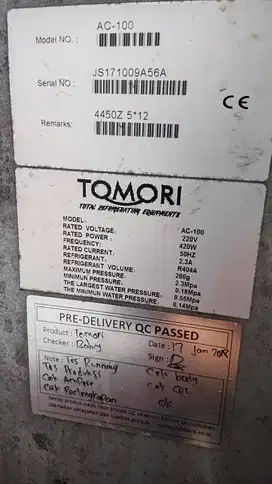 AC-100
Model NO. :
Serial NO.: JS171009A56A
Remarks: 4450Z 5*12
CE
TOMORI
TOTAL REFRIGERATION EQUIPMENTS
MODEL: AC-100
RATED VOLTAGE: 220V
RATED POWER: 420W
FREQUENCY: 50HZ
RATED CURRENT: 2.3A
REFRIGERANT: R404A
REFRIGERANT VOLUME: 280g
MAXIMUM PRESSURE: 2.3Mpa
MINIMUM PRESSURE: 0.18Mpa
THE LARGEST WATER PRESSURE: 0.55Mpa
THE MINIMUN WATER PRESSURE: 0.14Mpa
PRE-DELIVERY QC PASSED
Product : Tomori Date : 17 Jan 2018
Checker : Sign :
Note : Tes Running Cek body
Tes Produksi
Cek Ampere ok
Cek Perlengkapan